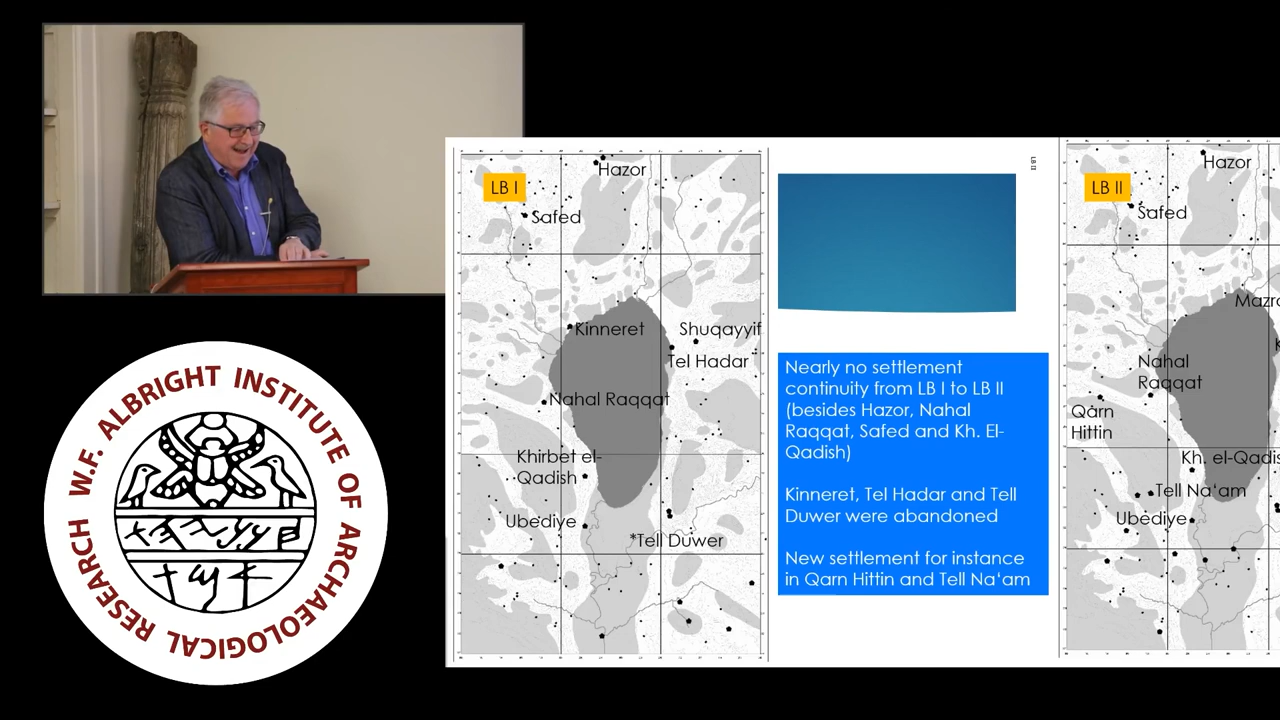 W.F. ALBRIGHT INSTITUTE OF ARCHAEOLOGICAL RESEARCH
LB I
Hazor
Safed
Kinneret
Shuqayyif
Tel Hadar
Nahal Raqqat
Khirbet el-
Qadish
Ubediye
*Tell Duwer
LB II
Nearly no settlement
continuity from LB I to LB II
(besides Hazor, Nahal
Raqqat, Safed and Kh. El-
Qadish)
Kinneret, Tel Hadar and Tell
Duwer were abandoned
New settlement for instance
in Qarn Hittin and Tell Na‛am
LB II
Hazor
Safed
Mazra
K
Nahal
Raqqat
Qarn
Hittin
Kh. el-Qadis
Tell Na‛am
Ubediye